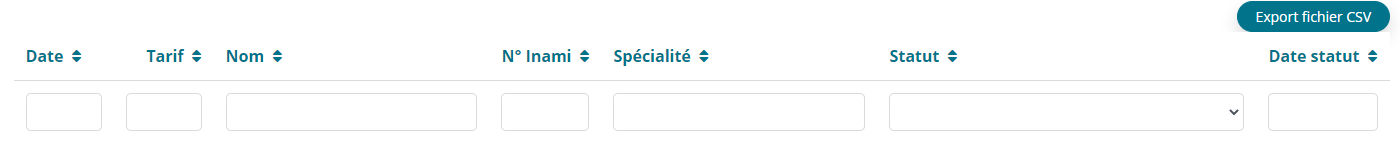 Export fichier CSV
Date Tarif Nom N° Inami Spécialité Statut Date statut